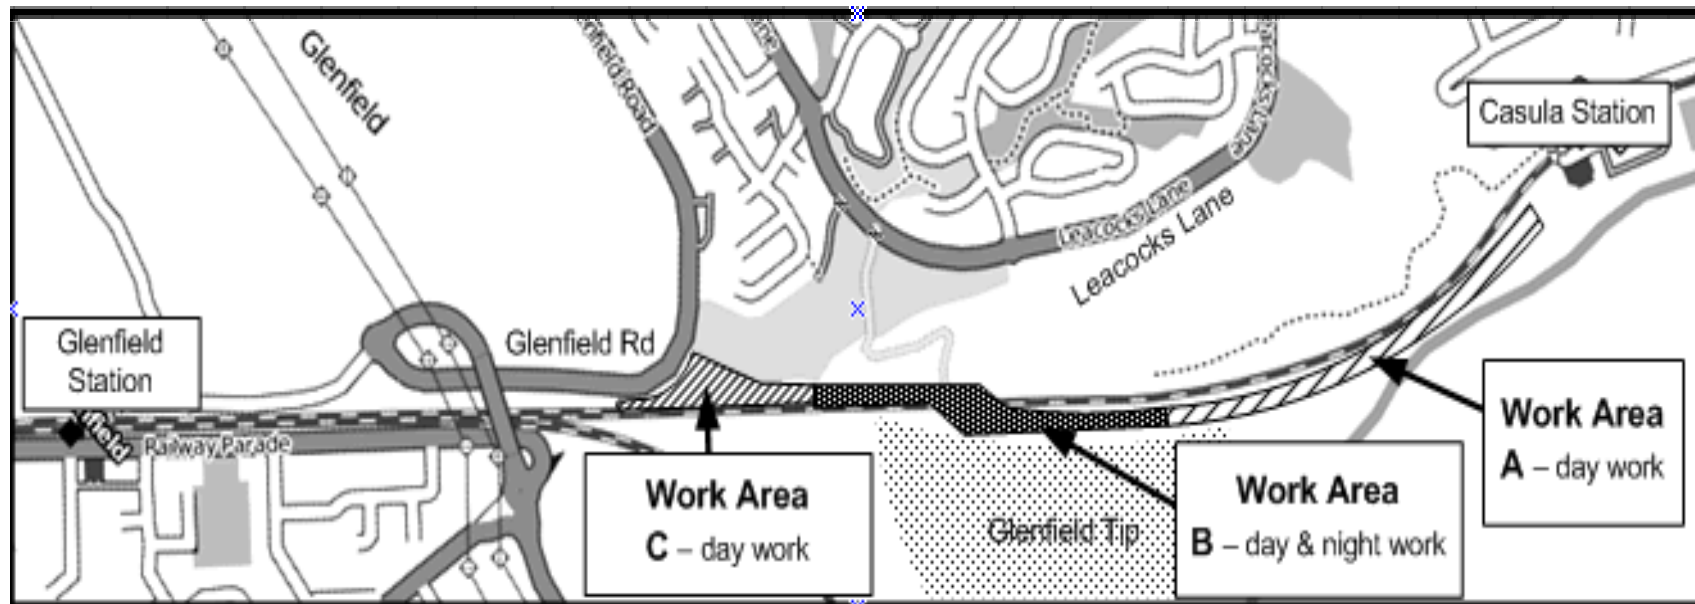 Glenfield
nfield Road
Leacocks Lane
Leacocks Lane
Casula Station
Glenfield
Station
Glenfield Rd
Railway Parade
Work Area
C – day work
Glenfield Tip
Work Area
B – day & night work
Work Area
A – day work